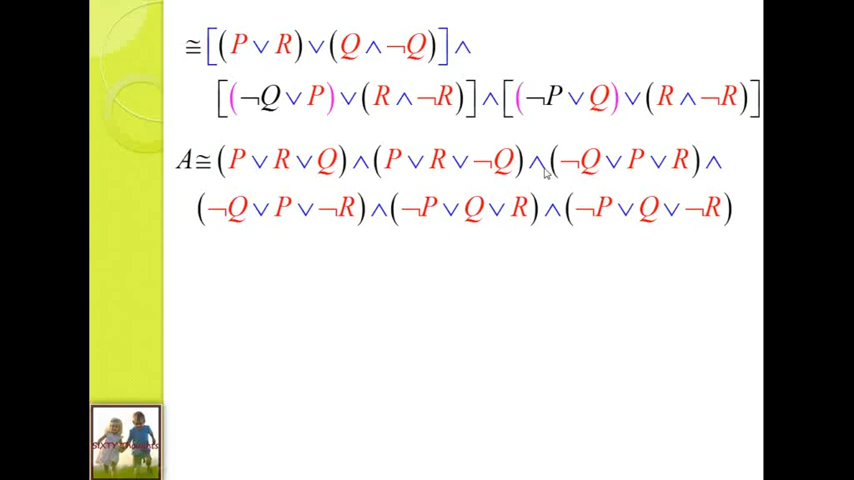 ≅[(P∨R)∨(Q∧¬Q)]∧
[(¬Q∨P)∨(R∧¬R)]∧[(¬P∨Q)∨(R∧¬R)]
A≅(P∨R∨Q)∧(P∨R∨¬Q)∧(¬Q∨P∨R)∧
(¬Q∨P∨¬R)∧(¬P∨Q∨R)∧(¬P∨Q∨¬R)